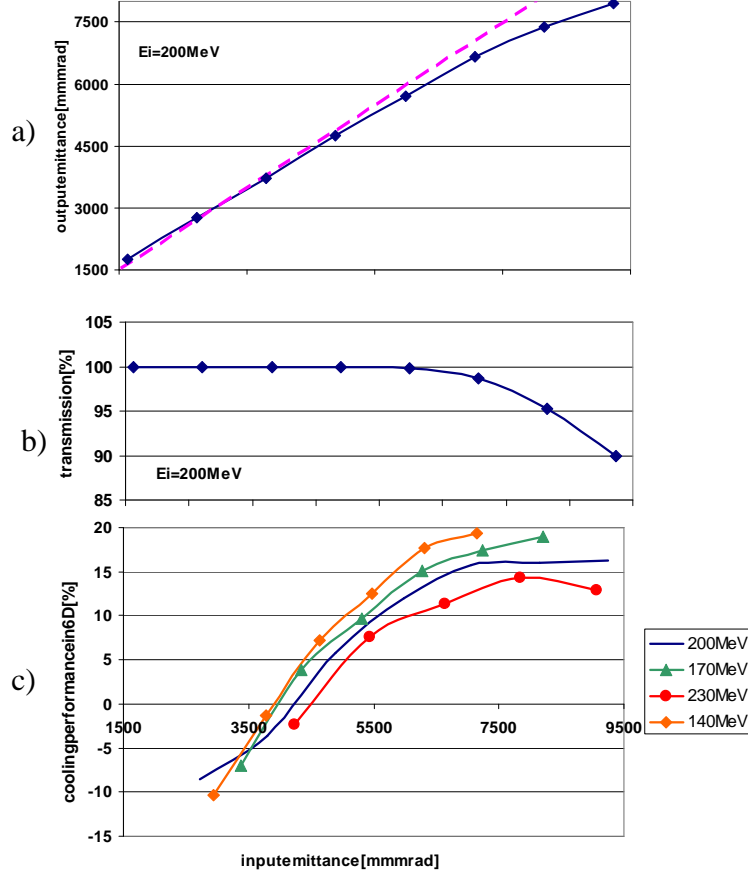 a)
outputemittance[mmmrad]
7500
6000
4500
3000
1500
Ei=200MeV
b)
transmission[%]
105
100
95
90
85
Ei=200MeV
c)
coolingperformancein6D[%]
20
15
10
5
0
-5
-10
-15
1500 3500 5500 7500 9500
inputemittance[mmmrad]
200MeV
170MeV
230MeV
140MeV